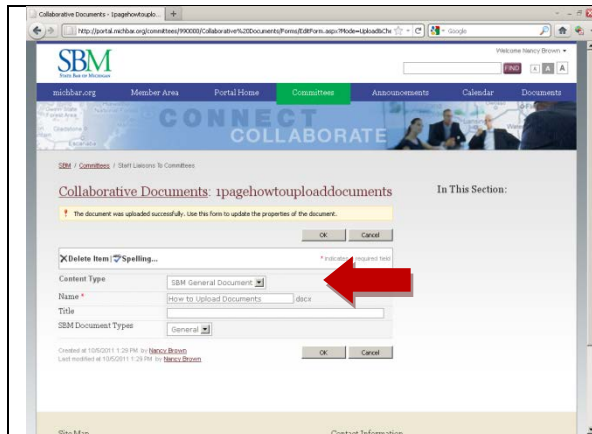 Collaborative Documents - 1pagehowtouplo...
http://portal.michbar.org/committees/990000/Collaborative%20Documents/Forms/EditForm.aspx?Mode=Upload&Che
Google
Welcome Nancy Brown
SBM
STATE BAR OF MICHIGAN
FIND A A A
michbar.org Member Area Portal Home Committees Announcements Calendar Documents
CONNECT
COLLABORATE
Gladstone
Escanaba
SBM / Committees / Staff Liaisons To Committees
Collaborative Documents: 1pagehowtouploaddocuments
In This Section:
! The document was uploaded successfully. Use this form to update the properties of the document.
OK Cancel
Delete Item | Spelling...
* indicates a required field
Content Type SBM General Document
Name * How to Upload Documents .docx
Title
SBM Document Types General
Created at 10/5/2011 1:29 PM by Nancy Brown
Last modified at 10/5/2011 1:29 PM by Nancy Brown
OK Cancel
Site Map Contact Information